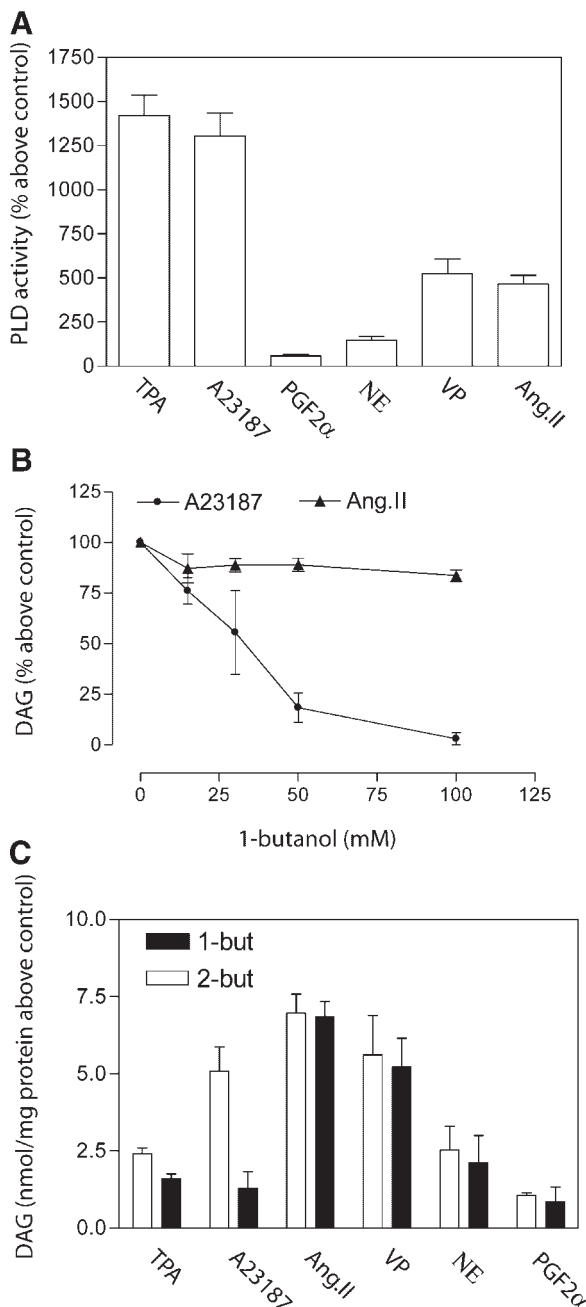 A
PLD activity (% above control)
1750
1500
1250
1000
750
500
250
0
TPA
A23187
PGF2α
NE
VP
Ang.II
B
DAG (% above control)
A23187
Ang.II
125
100
75
50
25
0
0 25 50 75 100 125
1-butanol (mM)
C
DAG (nmol/mg protein above control)
10.0
7.5
5.0
2.5
0.0
1-but
2-but
TPA
A23187
Ang.II
VP
NE
PGF2α